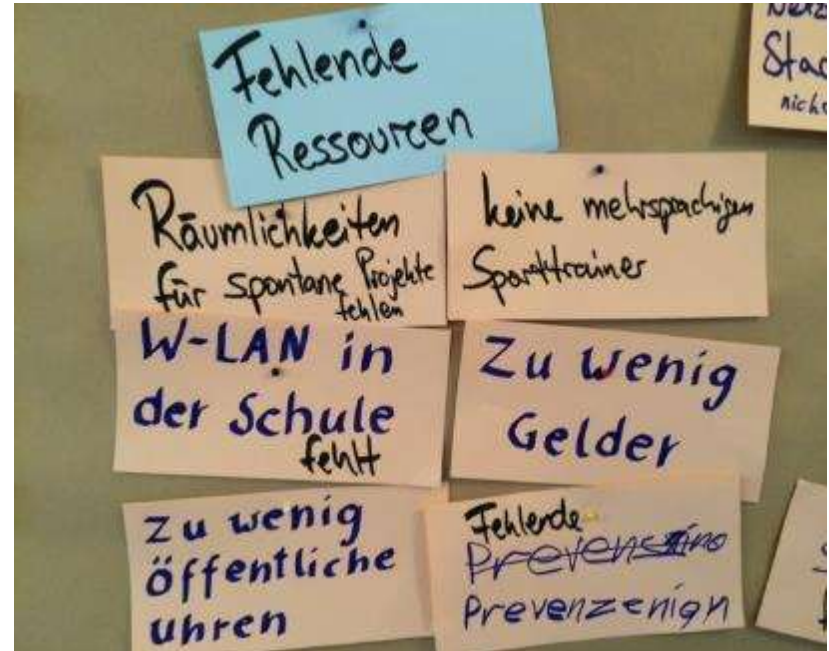 Fehlende
Ressourcen
Räumlichkeiten
für spontane Projekte
fehlen
keine mehrsprachigen
Sporttrainer
W-LAN in
der Schule
fehlt
Zu wenig
Gelder
zu wenig
öffentliche
uhren
Fehlende
Prevenzenign
nich